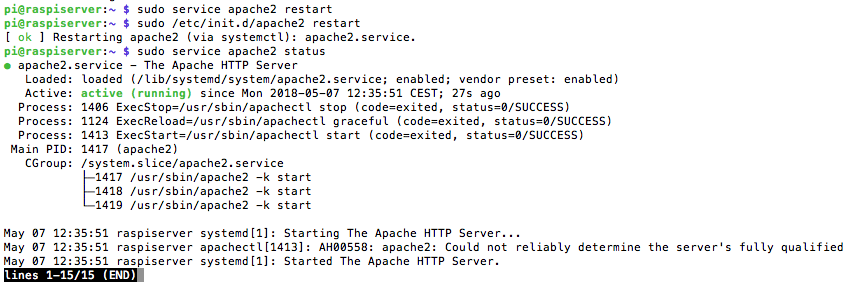 pi@raspiserver:~ $ sudo service apache2 restart
pi@raspiserver:~ $ sudo /etc/init.d/apache2 restart
[ ok ] Restarting apache2 (via systemctl): apache2.service.
pi@raspiserver:~ $ sudo service apache2 status
● apache2.service - The Apache HTTP Server
   Loaded: loaded (/lib/systemd/system/apache2.service; enabled; vendor preset: enabled)
   Active: active (running) since Mon 2018-05-07 12:35:51 CEST; 27s ago
  Process: 1406 ExecStop=/usr/sbin/apachectl stop (code=exited, status=0/SUCCESS)
  Process: 1124 ExecReload=/usr/sbin/apachectl graceful (code=exited, status=0/SUCCESS)
  Process: 1413 ExecStart=/usr/sbin/apachectl start (code=exited, status=0/SUCCESS)
 Main PID: 1417 (apache2)
   CGroup: /system.slice/apache2.service
           ├─1417 /usr/sbin/apache2 -k start
           ├─1418 /usr/sbin/apache2 -k start
           └─1419 /usr/sbin/apache2 -k start

May 07 12:35:51 raspiserver systemd[1]: Starting The Apache HTTP Server...
May 07 12:35:51 raspiserver apachectl[1413]: AH00558: apache2: Could not reliably determine the server's fully qualified
May 07 12:35:51 raspiserver systemd[1]: Started The Apache HTTP Server.
lines 1-15/15 (END)